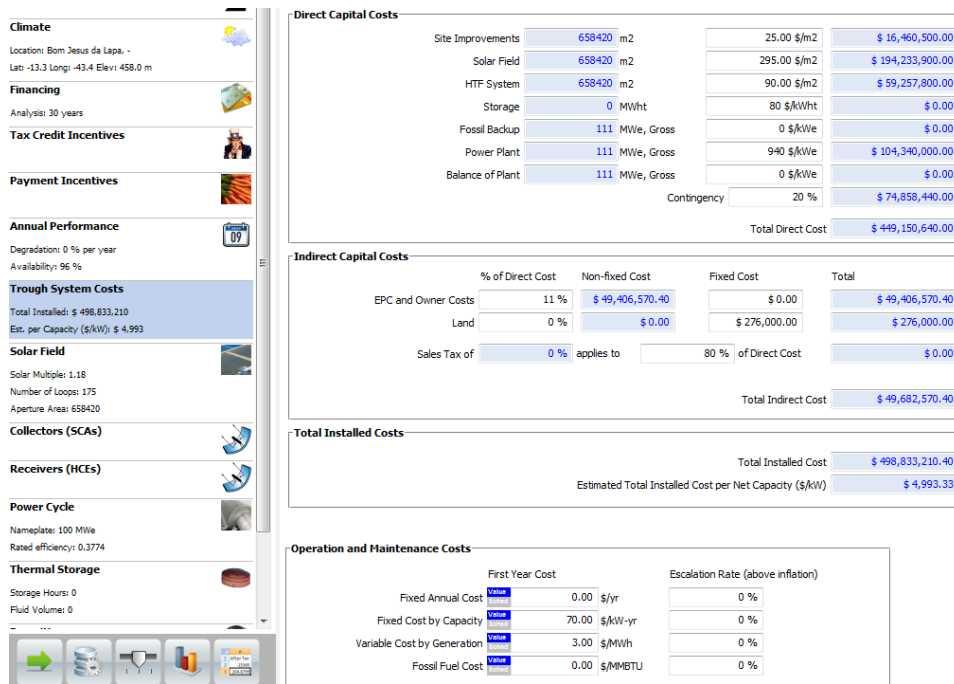 Climate
Location: Bom Jesus da Lapa, -
Lat: -13.3 Long: -43.4 Elev: 458.0 m
Financing
Analysis: 30 years
Tax Credit Incentives
Payment Incentives
Annual Performance
Degradation: 0 % per year
Availability: 96 %
09
Trough System Costs
Total Installed: $ 498,833,210
Est. per Capacity ($/kW): $ 4,993
Solar Field
Solar Multiple: 1.18
Number of Loops: 175
Aperture Area: 658420
Collectors (SCAs)
Receivers (HCEs)
Power Cycle
Nameplate: 100 MWe
Rated efficiency: 0.3774
Thermal Storage
Storage Hours: 0
Fluid Volume: 0
Direct Capital Costs
Site Improvements 658420 m2 25.00 $/m2 $ 16,460,500.00
Solar Field 658420 m2 295.00 $/m2 $ 194,233,900.00
HTF System 658420 m2 90.00 $/m2 $ 59,257,800.00
Storage 0 MWht 80 $/kWht $ 0.00
Fossil Backup 111 MWe, Gross 0 $/kWe $ 0.00
Power Plant 111 MWe, Gross 940 $/kWe $ 104,340,000.00
Balance of Plant 111 MWe, Gross 0 $/kWe $ 0.00
Contingency 20 % $ 74,858,440.00
Total Direct Cost $ 449,150,640.00
Indirect Capital Costs
% of Direct Cost Non-fixed Cost Fixed Cost Total
EPC and Owner Costs 11 % $ 49,406,570.40 $ 0.00 $ 49,406,570.40
Land 0 % $ 0.00 $ 276,000.00 $ 276,000.00
Sales Tax of 0 % applies to 80 % of Direct Cost $ 0.00
Total Indirect Cost $ 49,682,570.40
Total Installed Costs
Total Installed Cost $ 498,833,210.40
Estimated Total Installed Cost per Net Capacity ($/kW) $ 4,993.33
Operation and Maintenance Costs
First Year Cost Escalation Rate (above inflation)
Fixed Annual Cost Value Sched 0.00 $/yr 0 %
Fixed Cost by Capacity Value Sched 70.00 $/kW-yr 0 %
Variable Cost by Generation Value Sched 3.00 $/MWh 0 %
Fossil Fuel Cost Value Sched 0.00 $/MMBTU 0 %